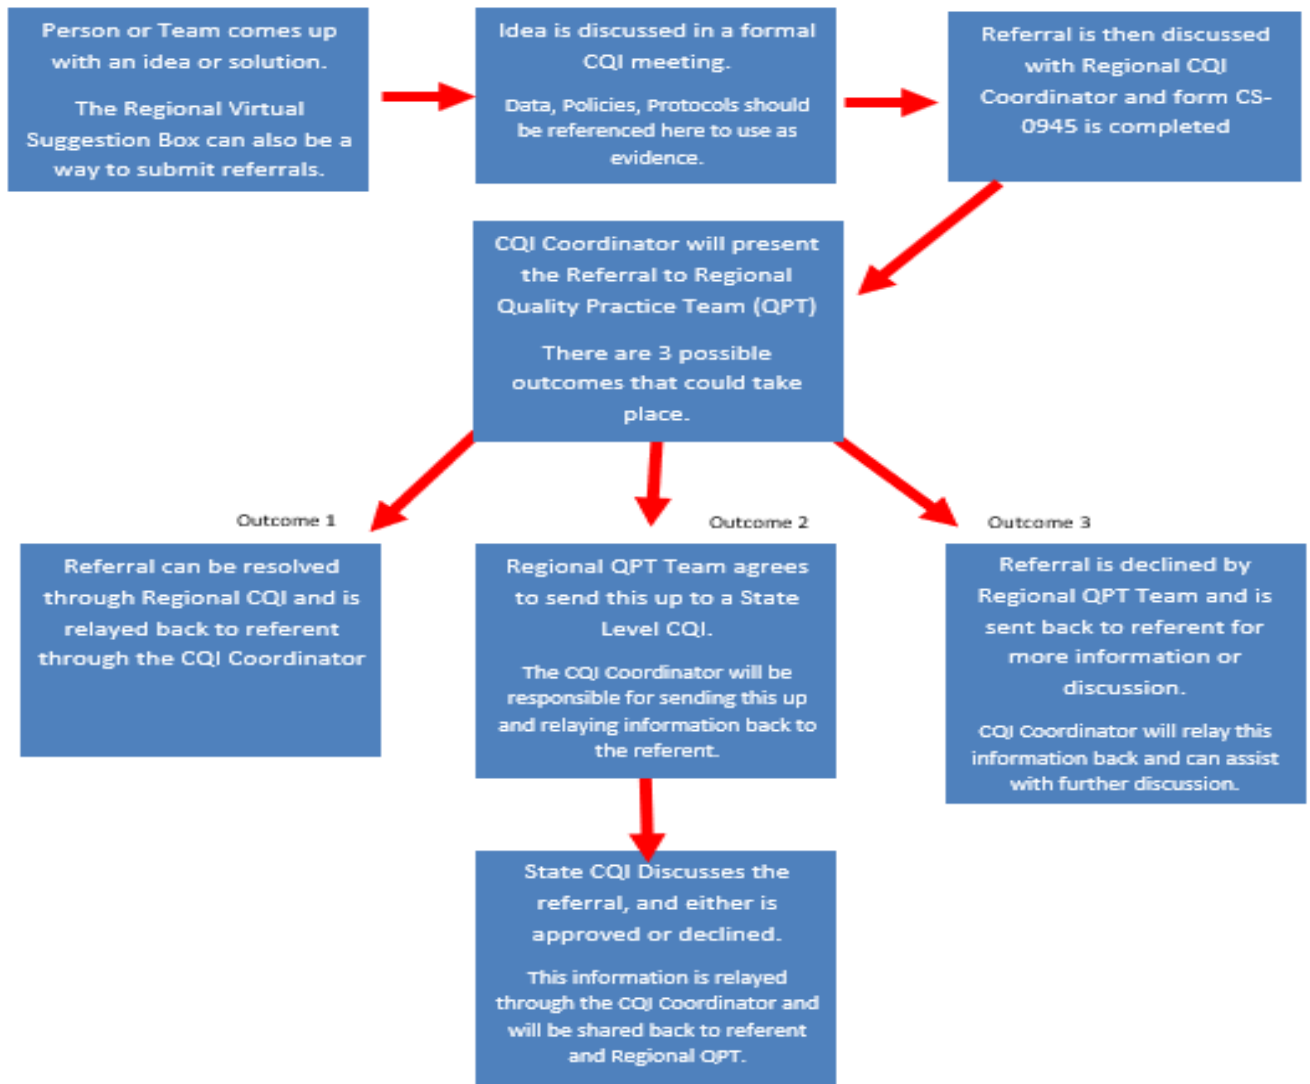 Person or Team comes up
with an idea or solution.
The Regional Virtual
Suggestion Box can also be a
way to submit referrals.
Idea is discussed in a formal
CQI meeting.
Data, Policies, Protocols should
be referenced here to use as
evidence.
Referral is then discussed
with Regional CQI
Coordinator and form CS-
0945 is completed
CQI Coordinator will present
the Referral to Regional
Quality Practice Team (QPT)
There are 3 possible
outcomes that could take
place.
Outcome 1
Referral can be resolved
through Regional CQI and is
relayed back to referent
through the CQI Coordinator
Outcome 2
Regional QPT Team agrees
to send this up to a State
Level CQI.
The CQI Coordinator will be
responsible for sending this up
and relaying information back to
the referent.
Outcome 3
Referral is declined by
Regional QPT Team and is
sent back to referent for
more information or
discussion.
CQI Coordinator will relay this
information back and can assist
with further discussion.
State CQI Discusses the
referral, and either is
approved or declined.
This information is relayed
through the CQI Coordinator and
will be shared back to referent
and Regional QPT.